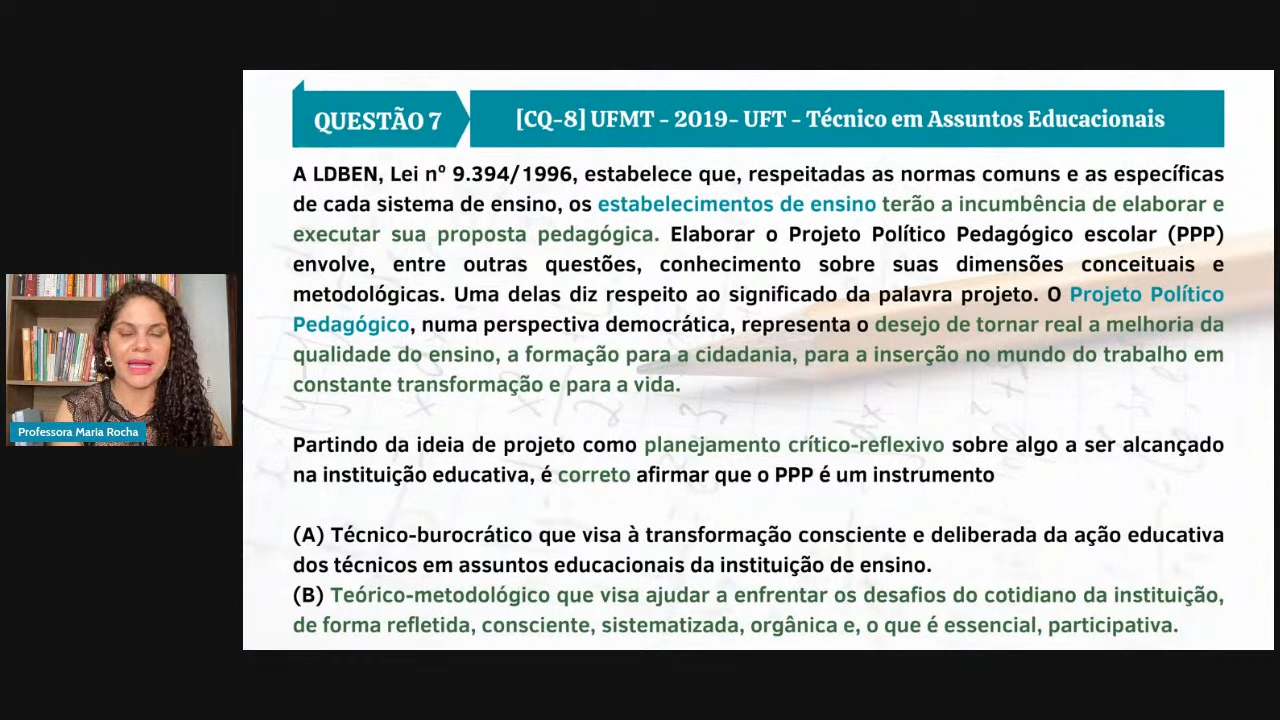 QUESTÃO 7
[CQ-8] UFMT - 2019- UFT - Técnico em Assuntos Educacionais
A LDBEN, Lei nº 9.394/1996, estabelece que, respeitadas as normas comuns e as específicas
de cada sistema de ensino, os estabelecimentos de ensino terão a incumbência de elaborar e
executar sua proposta pedagógica. Elaborar o Projeto Político Pedagógico escolar (PPP)
envolve, entre outras questões, conhecimento sobre suas dimensões conceituais e
metodológicas. Uma delas diz respeito ao significado da palavra projeto. O Projeto Político
Pedagógico, numa perspectiva democrática, representa o desejo de tornar real a melhoria da
qualidade do ensino, a formação para a cidadania, para a inserção no mundo do trabalho em
constante transformação e para a vida.
Partindo da ideia de projeto como planejamento crítico-reflexivo sobre algo a ser alcançado
na instituição educativa, é correto afirmar que o PPP é um instrumento
(A) Técnico-burocrático que visa à transformação consciente e deliberada da ação educativa
dos técnicos em assuntos educacionais da instituição de ensino.
(B) Teórico-metodológico que visa ajudar a enfrentar os desafios do cotidiano da instituição,
de forma refletida, consciente, sistematizada, orgânica e, o que é essencial, participativa.
Professora Maria Rocha